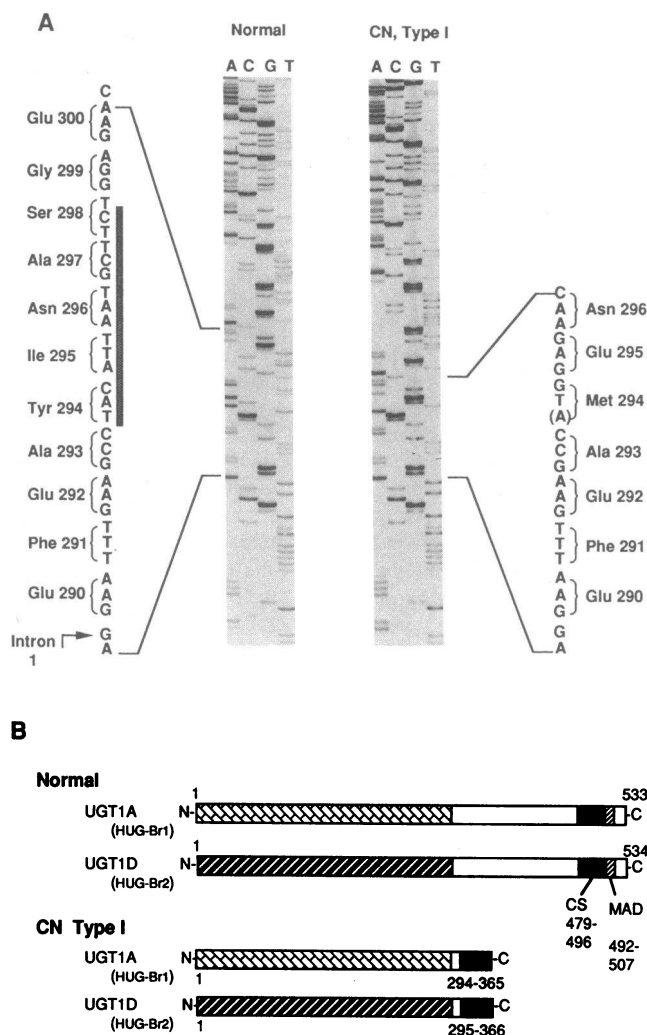 A
Normal
CN, Type I
A C G T
A C G T
C
Glu 300 A A G
Gly 299 A G G
Ser 298 T C T
Ala 297 T C G
Asn 296 T A A
Ile 295 T T A
Tyr 294 C A T
Ala 293 C C G
Glu 292 A A G
Phe 291 T T T
Glu 290 A A G
Intron 1 G A
C A A Asn 296
G A G Glu 295
G T (A) Met 294
C C G Ala 293
A A G Glu 292
T T T Phe 291
A A G Glu 290
G A
B
Normal
1 533
UGT1A N- -C
(HUG-Br1)
1 534
UGT1D N- -C
(HUG-Br2)
CS MAD
479-496 492-507
CN Type I
UGT1A N- -C
(HUG-Br1) 1 294-365
UGT1D N- -C
(HUG-Br2) 1 295-366